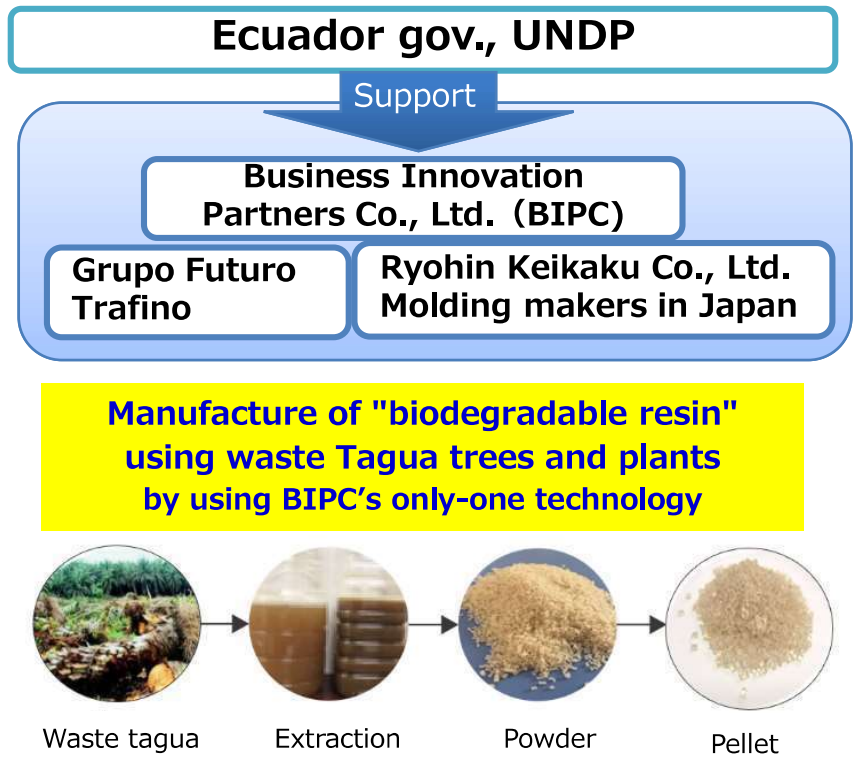 Ecuador gov., UNDP
Support
Business Innovation
Partners Co., Ltd.（BIPC)
Grupo Futuro
Trafino
Ryohin Keikaku Co., Ltd.
Molding makers in Japan
Manufacture of "biodegradable resin"
using waste Tagua trees and plants
by using BIPC’s only-one technology
Waste tagua
Extraction
Powder
Pellet